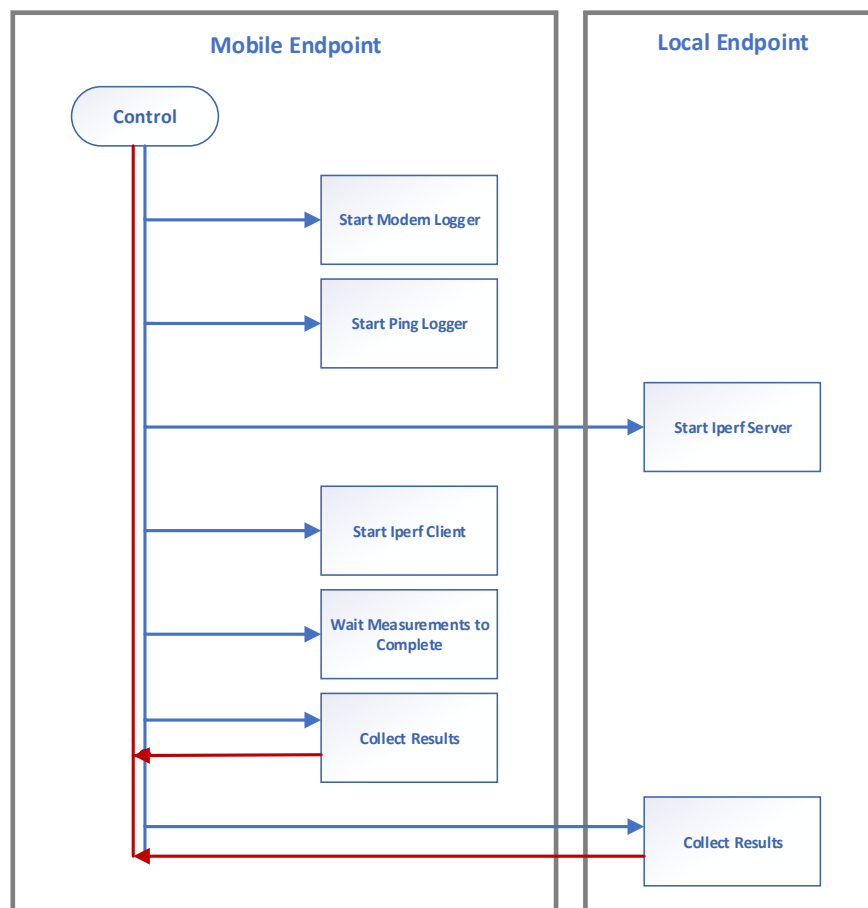 Mobile Endpoint
Local Endpoint
Control
Start Modem Logger
Start Ping Logger
Start Iperf Server
Start Iperf Client
Wait Measurements to
Complete
Collect Results
Collect Results